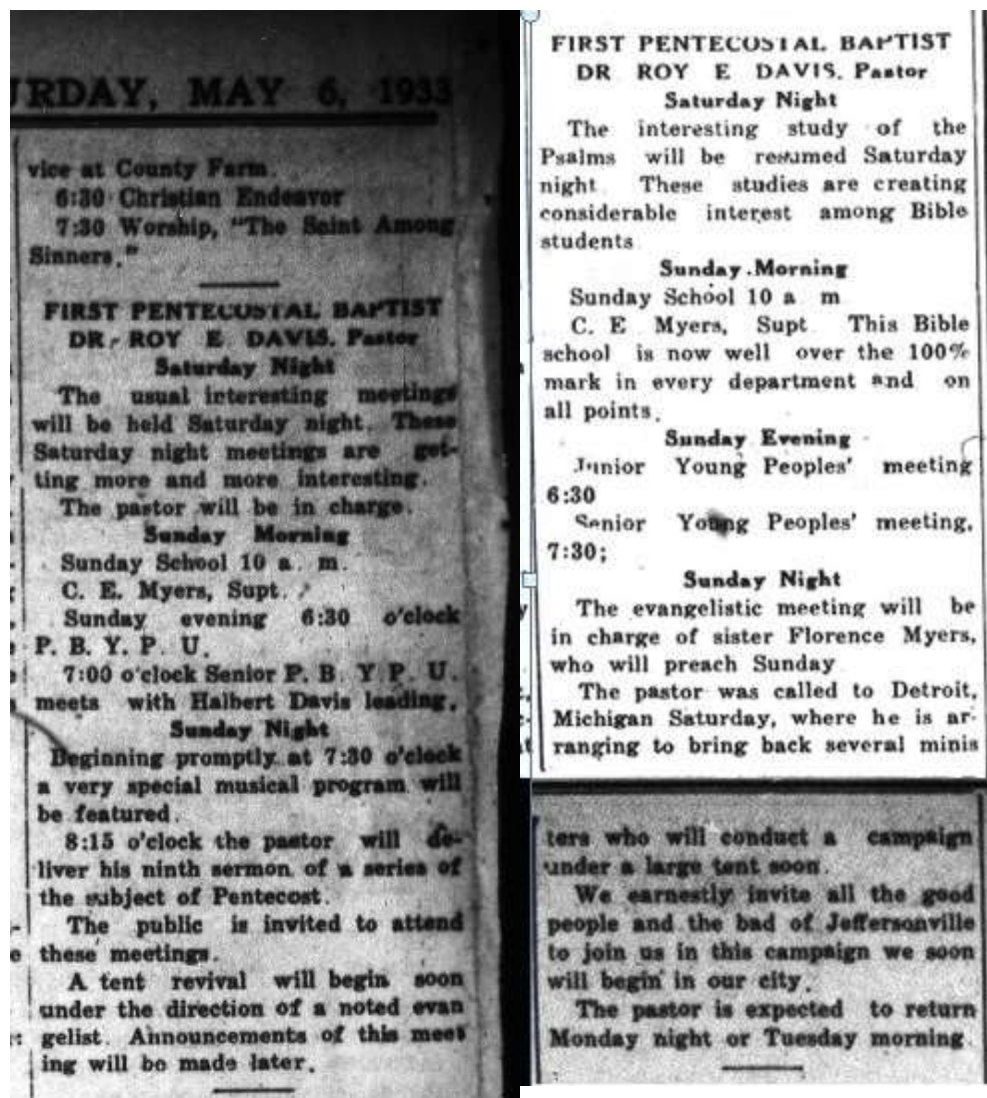 URDAY, MAY 6, 1933
vice at County Farm.
6:30 Christian Endeavor
7:30 Worship, "The Saint Among
Sinners."
FIRST PENTECOSTAL BAPTIST
DR. ROY E DAVIS, Pastor
Saturday Night
The usual interesting meetings
will be held Saturday night. These
Saturday night meetings are get-
ting more and more interesting.
The pastor will be in charge.
Sunday Morning
Sunday School 10 a. m.
C. E. Myers, Supt.
Sunday evening 6:30 o'clock
P. B. Y. P. U.
7:00 o'clock Senior P. B. Y P. U.
meets with Halbert Davis leading.
Sunday Night
Beginning promptly at 7:30 o'clock
a very special musical program will
be featured.
8:15 o'clock the pastor will de-
liver his ninth sermon of a series of
the subject of Pentecost.
The public is invited to attend
these meetings.
A tent revival will begin soon
under the direction of a noted evan
gelist. Announcements of this meet
ing will be made later.
FIRST PENTECOSTAL BAPTIST
DR ROY E DAVIS, Pastor
Saturday Night
The interesting study of the
Psalms will be resumed Saturday
night These studies are creating
considerable interest among Bible
students
Sunday Morning
Sunday School 10 a m
C. E Myers, Supt This Bible
school is now well over the 100%
mark in every department and on
all points.
Sunday Evening
Junior Young Peoples' meeting
6:30
Senior Young Peoples' meeting,
7:30;
Sunday Night
The evangelistic meeting will be
in charge of sister Florence Myers,
who will preach Sunday
The pastor was called to Detroit,
Michigan Saturday, where he is ar-
ranging to bring back several minis
ters who will conduct a campaign
under a large tent soon.
We earnestly invite all the good
people and the bad of Jeffersonville
to join us in this campaign we soon
will begin in our city.
The pastor is expected to return
Monday night or Tuesday morning